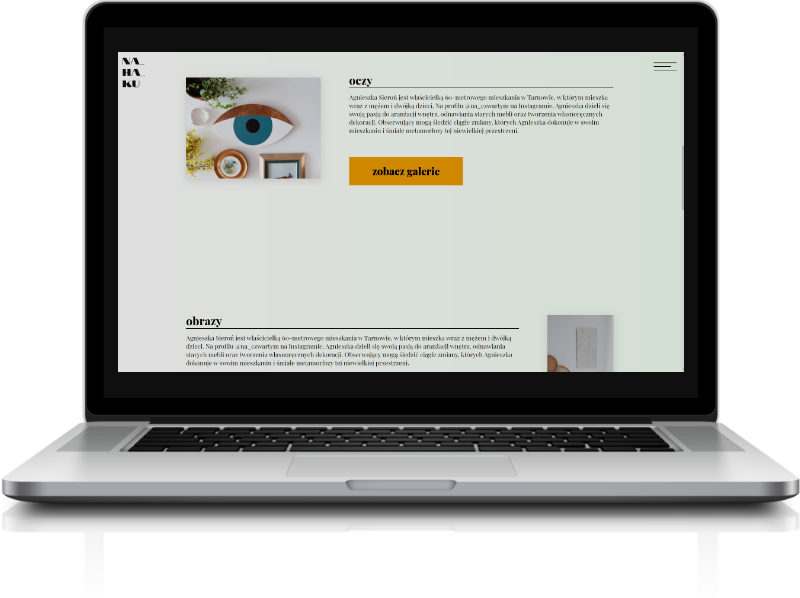 NA_
HA_
KU
oczy
Agnieszka Sieroń jest właścicielką 60-metrowego mieszkania w Tarnowie, w którym mieszka
wraz z mężem i dwójką dzieci. Na profilu @na_czwartym na Instagramie, Agnieszka dzieli się
swoją pasją do aranżacji wnętrz, odnawiania starych mebli oraz tworzenia własnoręcznych
dekoracji. Obserwujący mogą śledzić ciągłe zmiany, których Agnieszka dokonuje w swoim
mieszkaniu i śmiałe metamorfozy tej niewielkiej przestrzeni.
zobacz galerie
obrazy
Agnieszka Sieroń jest właścicielką 60-metrowego mieszkania w Tarnowie, w którym mieszka wraz z mężem i dwójką
dzieci. Na profilu @na_czwartym na Instagramie, Agnieszka dzieli się swoją pasją do aranżacji wnętrz, odnawiania
starych mebli oraz tworzenia własnoręcznych dekoracji. Obserwujący mogą śledzić ciągłe zmiany, których Agnieszka
dokonuje w swoim mieszkaniu i śmiałe metamorfozy tej niewielkiej przestrzeni.